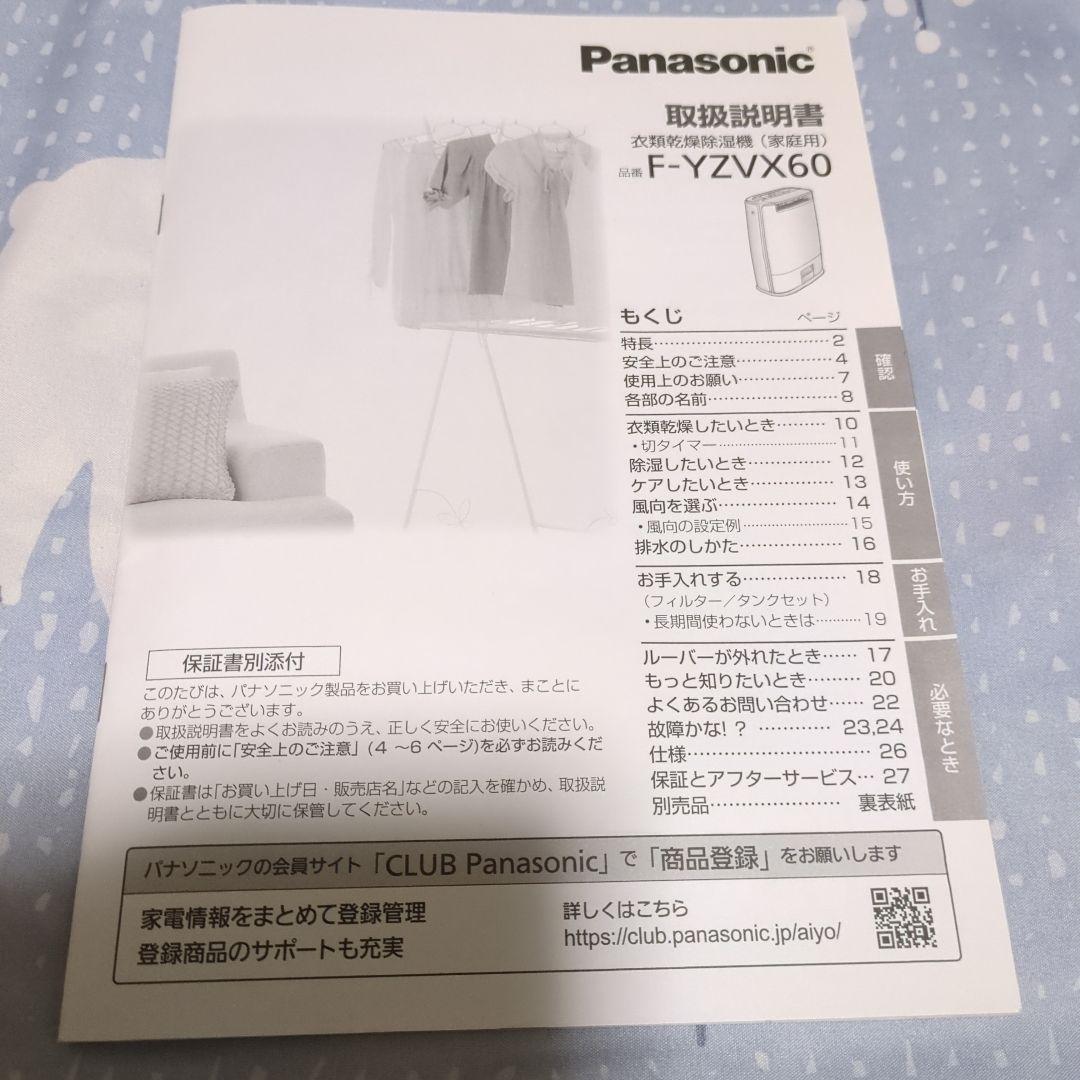 Panasonic®
取扱説明書
衣類乾燥除湿機(家庭用)
品番 F-YZVX60
もくじ ページ
特長 2
安全上のご注意 4
使用上のお願い 7
各部の名前 8
確認
衣類乾燥したいとき 10
・切タイマー 11
除湿したいとき 12
ケアしたいとき 13
風向を選ぶ 14
・風向の設定例 15
排水のしかた 16
使い方
お手入れする 18
(フィルター/タンクセット)
・長期間使わないときは 19
お手入れ
ルーバーが外れたとき 17
もっと知りたいとき 20
よくあるお問い合わせ 22
故障かな!? 23,24
仕様 26
保証とアフターサービス 27
別売品 裏表紙
必要なとき
保証書別添付
このたびは、パナソニック製品をお買い上げいただき、まことに
ありがとうございます。
●取扱説明書をよくお読みのうえ、正しく安全にお使いください。
●ご使用前に「安全上のご注意」(4 ~6 ページ)を必ずお読みくだ
さい。
●保証書は「お買い上げ日・販売店名」などの記入を確かめ、取扱説
明書とともに大切に保管してください。
パナソニックの会員サイト「CLUB Panasonic」で「商品登録」をお願いします
家電情報をまとめて登録管理
登録商品のサポートも充実
詳しくはこちら
https://club.panasonic.jp/aiyo/